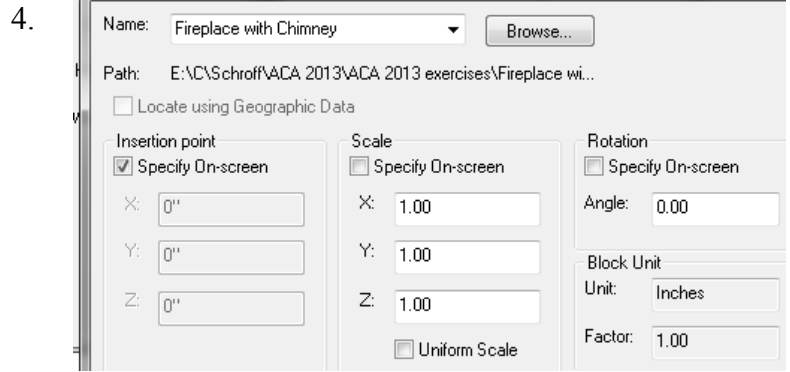 4.
Name: Fireplace with Chimney Browse...
Path: E:\C\Schroff\ACA 2013\ACA 2013 exercises\Fireplace wi...
Locate using Geographic Data
Insertion point Scale Rotation
Specify On-screen Specify On-screen Specify On-screen
X: 0" X: 1.00 Angle: 0.00
Y: 0" Y: 1.00
Block Unit
Z: 0" Z: 1.00 Unit: Inches
Uniform Scale Factor: 1.00